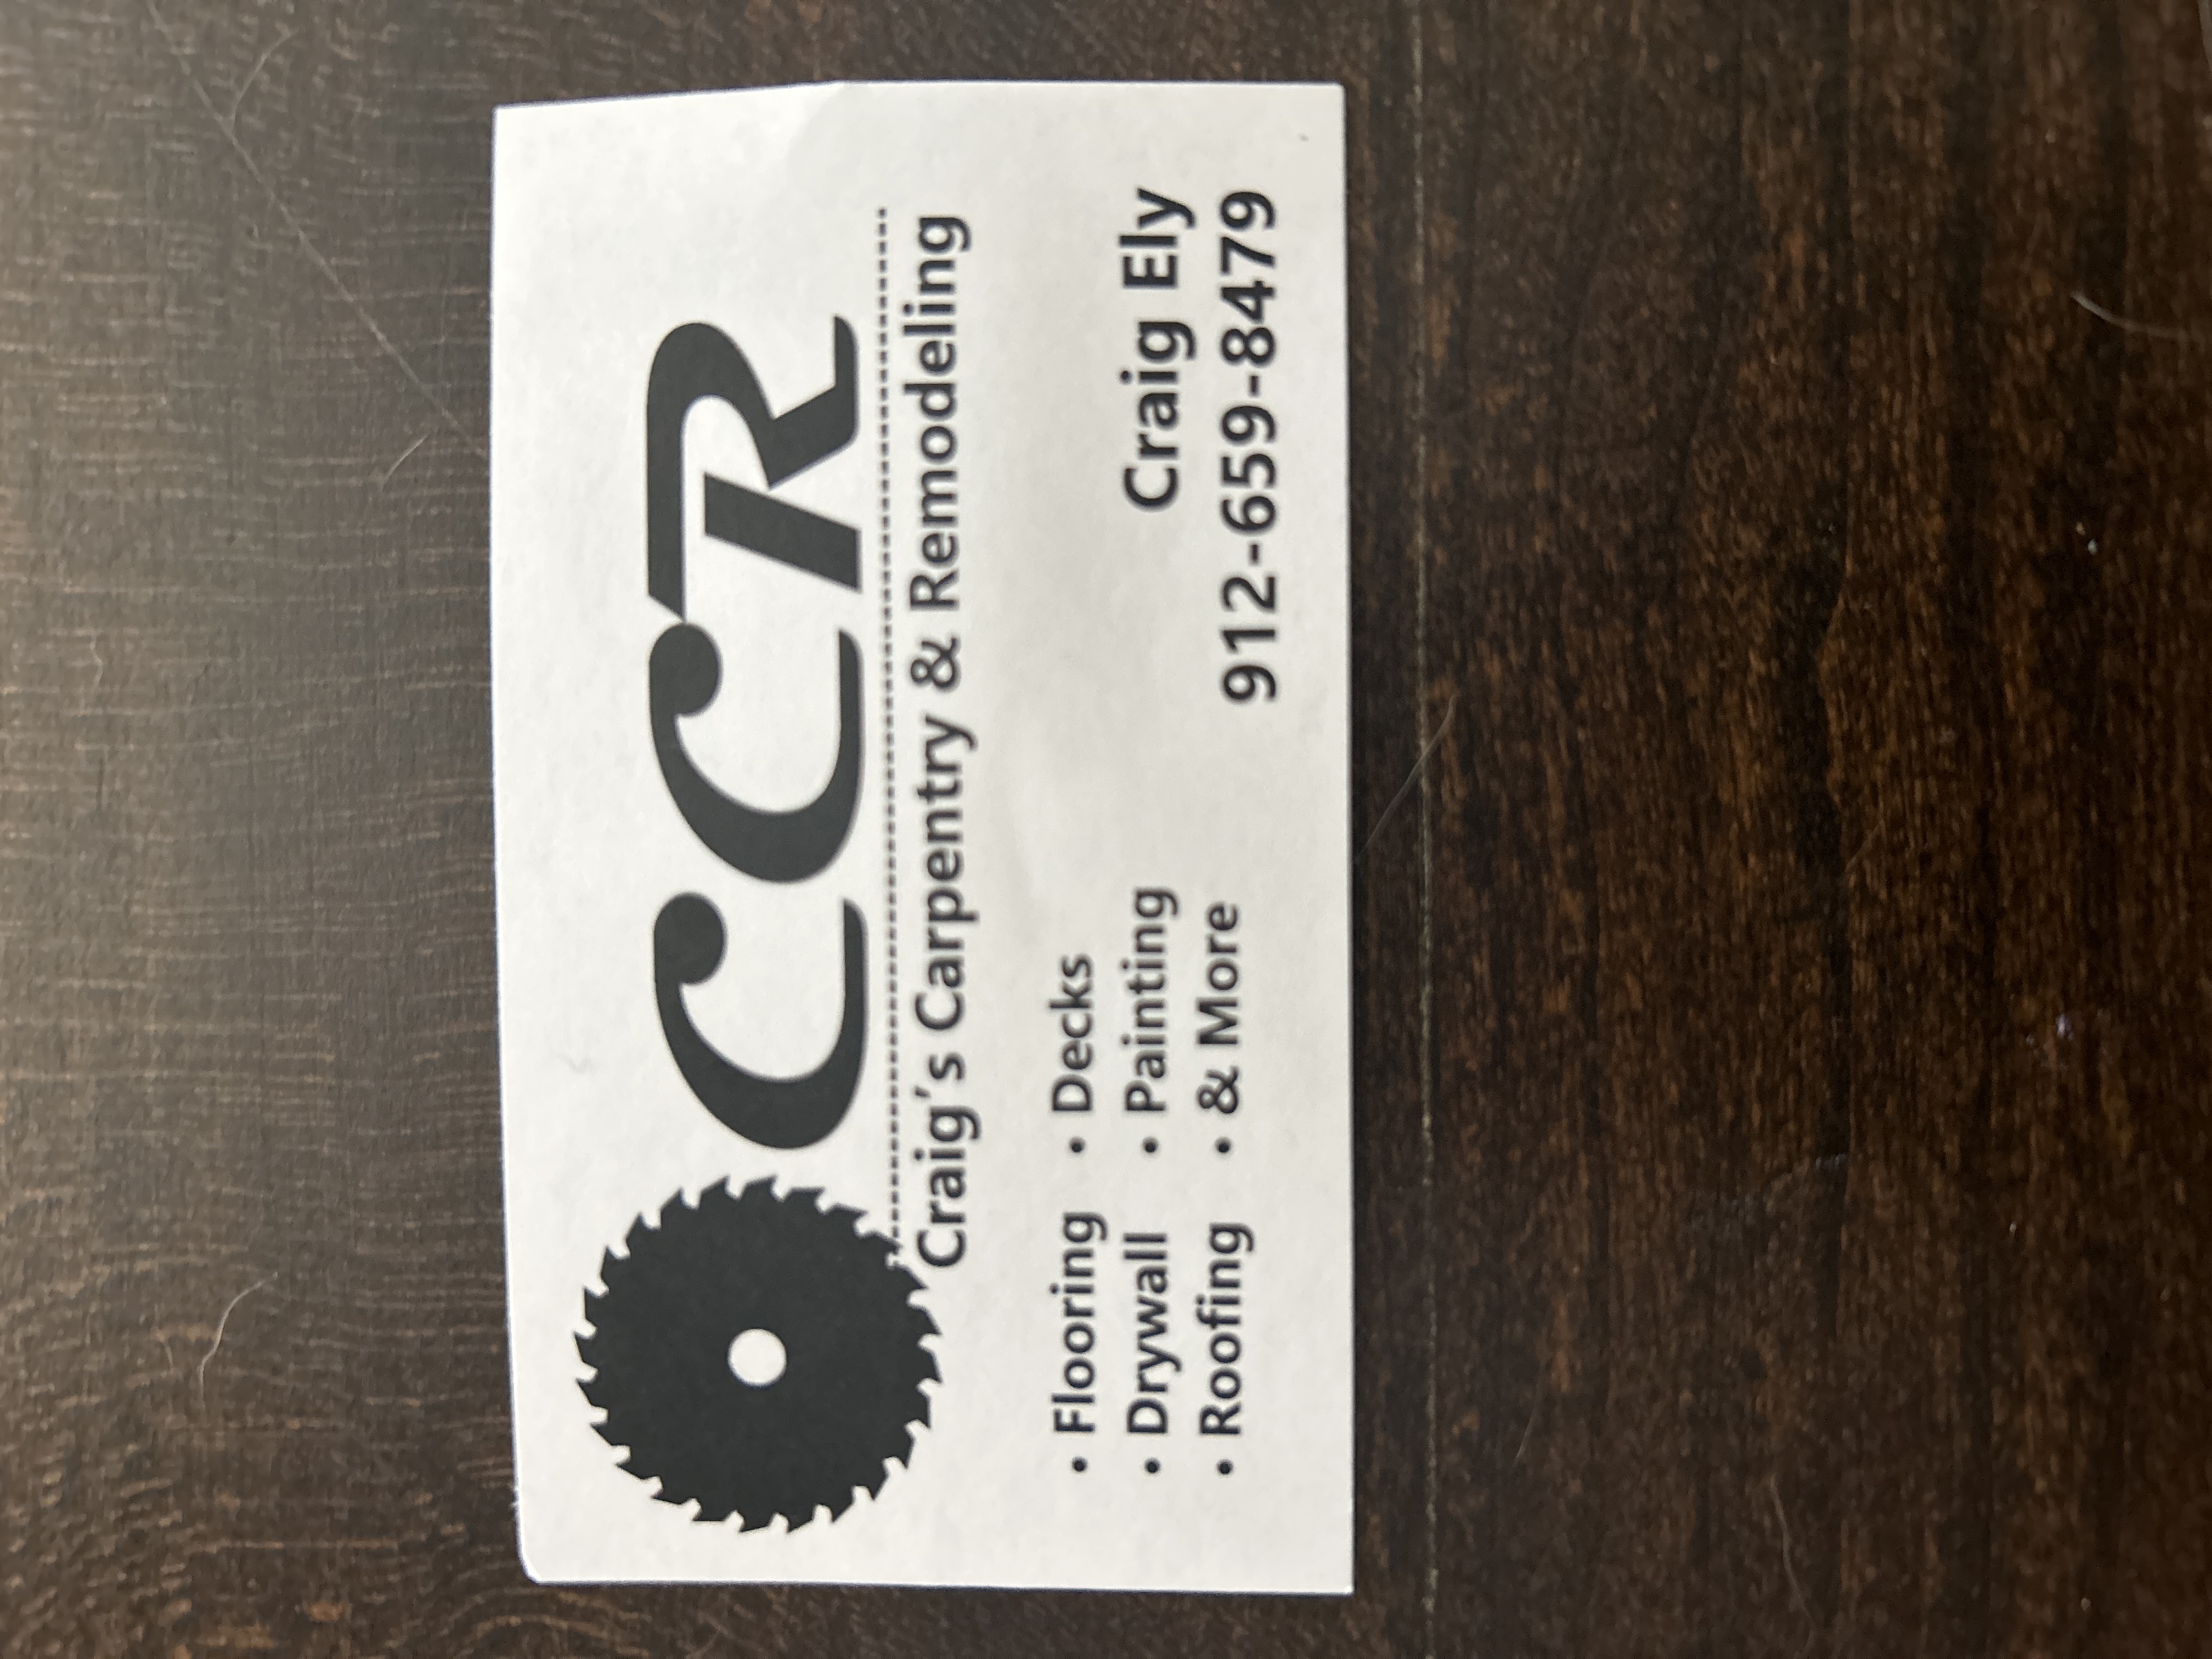 CCR
Craig's Carpentry & Remodeling
• Flooring
• Drywall
• Roofing
• Decks
• Painting
• & More
Craig Ely
912-659-8479